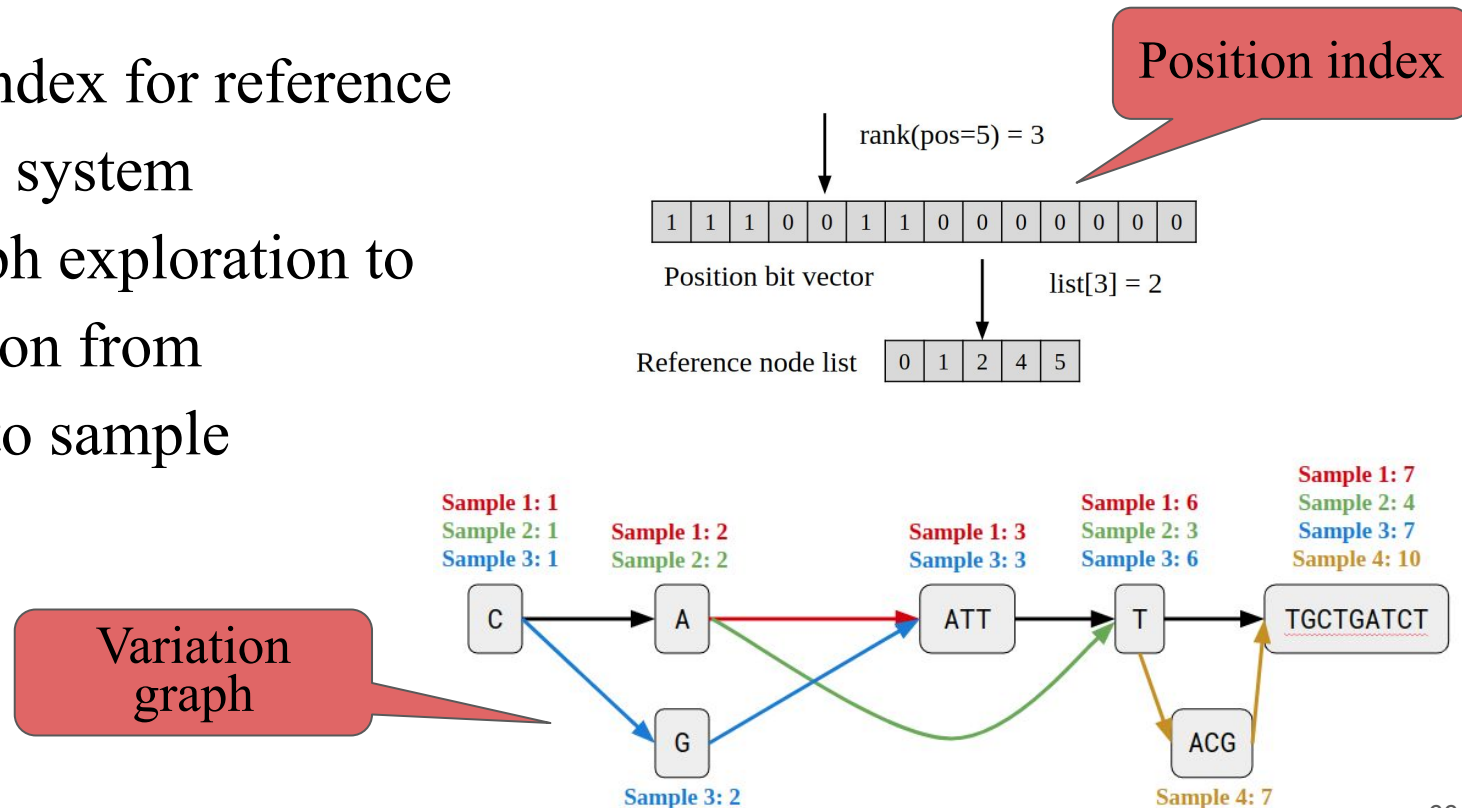 ndex for reference
system
ph exploration to
on from
to sample
Position index
rank(pos=5) = 3
1 1 1 0 0 1 1 0 0 0 0 0 0 0
Position bit vector
list[3] = 2
Reference node list
0 1 2 4 5
Sample 1: 1
Sample 2: 1
Sample 3: 1
Sample 1: 2
Sample 2: 2
Sample 1: 3
Sample 3: 3
Sample 1: 6
Sample 2: 3
Sample 3: 6
Sample 1: 7
Sample 2: 4
Sample 3: 7
Sample 4: 10
C
A
ATT
T
TGCTGATCT
Variation
graph
G
ACG
Sample 3: 2
Sample 4: 7